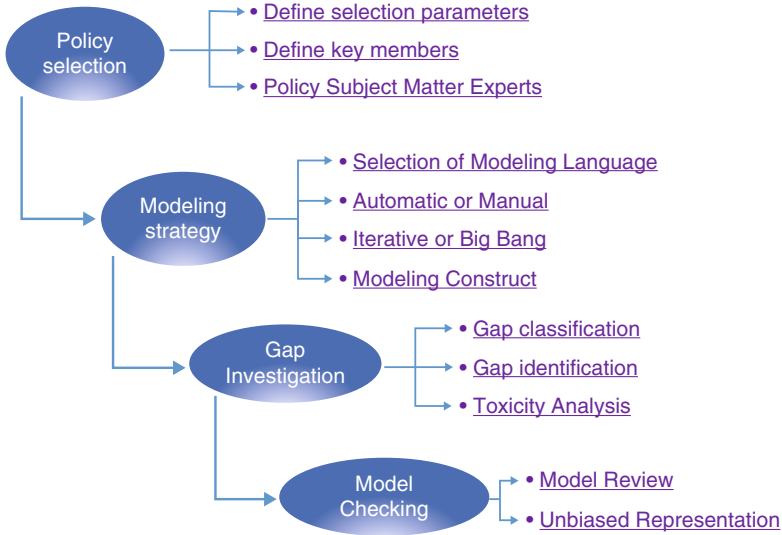 Policy
selection
• Define selection parameters
• Define key members
• Policy Subject Matter Experts
Modeling
strategy
• Selection of Modeling Language
• Automatic or Manual
• Iterative or Big Bang
• Modeling Construct
Gap
Investigation
• Gap classification
• Gap identification
• Toxicity Analysis
Model
Checking
• Model Review
• Unbiased Representation